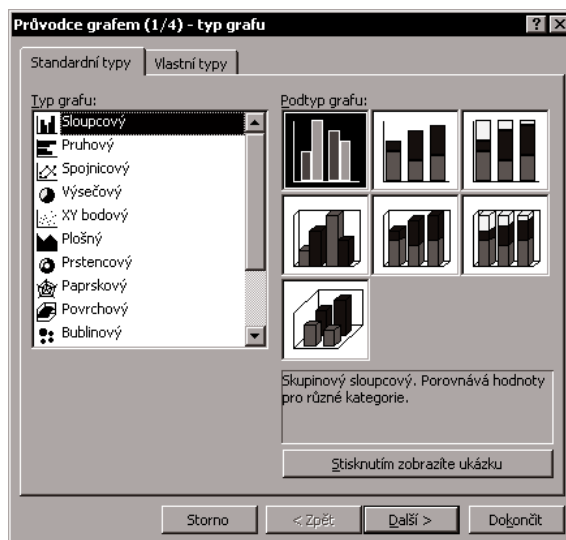 Průvodce grafem (1/4) - typ grafu
Standardní typy
Vlastní typy
Typ grafu:
Sloupcový
Pruhový
Spojnicový
Výsečový
XY bodový
Plošný
Prstencový
Paprskový
Povrchový
Bublinový
Podtyp grafu:
Skupinový sloupcový. Porovnává hodnoty
pro různé kategorie.
Stisknutím zobrazíte ukázku
Storno
< Zpět
Další >
Dokončit